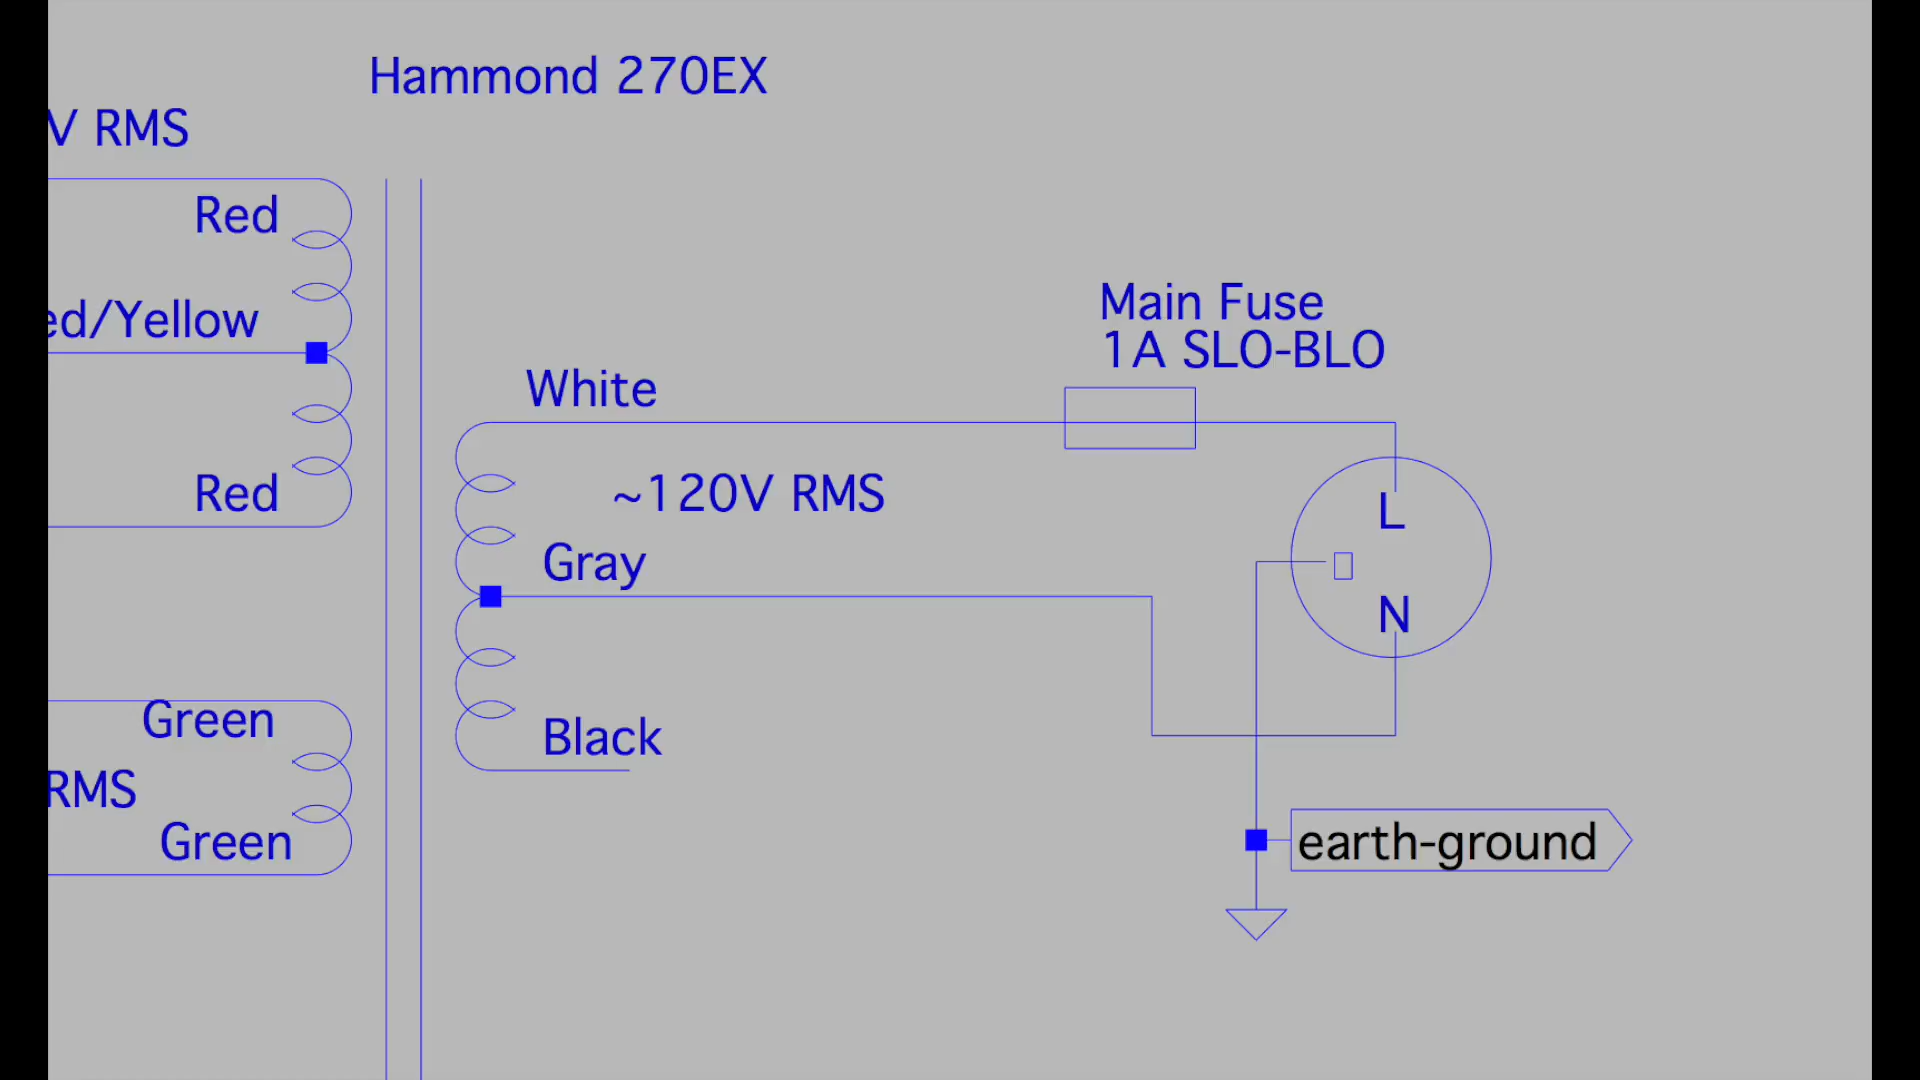 Hammond 270EX
V RMS
Red
ed/Yellow
Red
Green
RMS
Green
White
~120V RMS
Gray
Black
Main Fuse
1A SLO-BLO
L
N
earth-ground